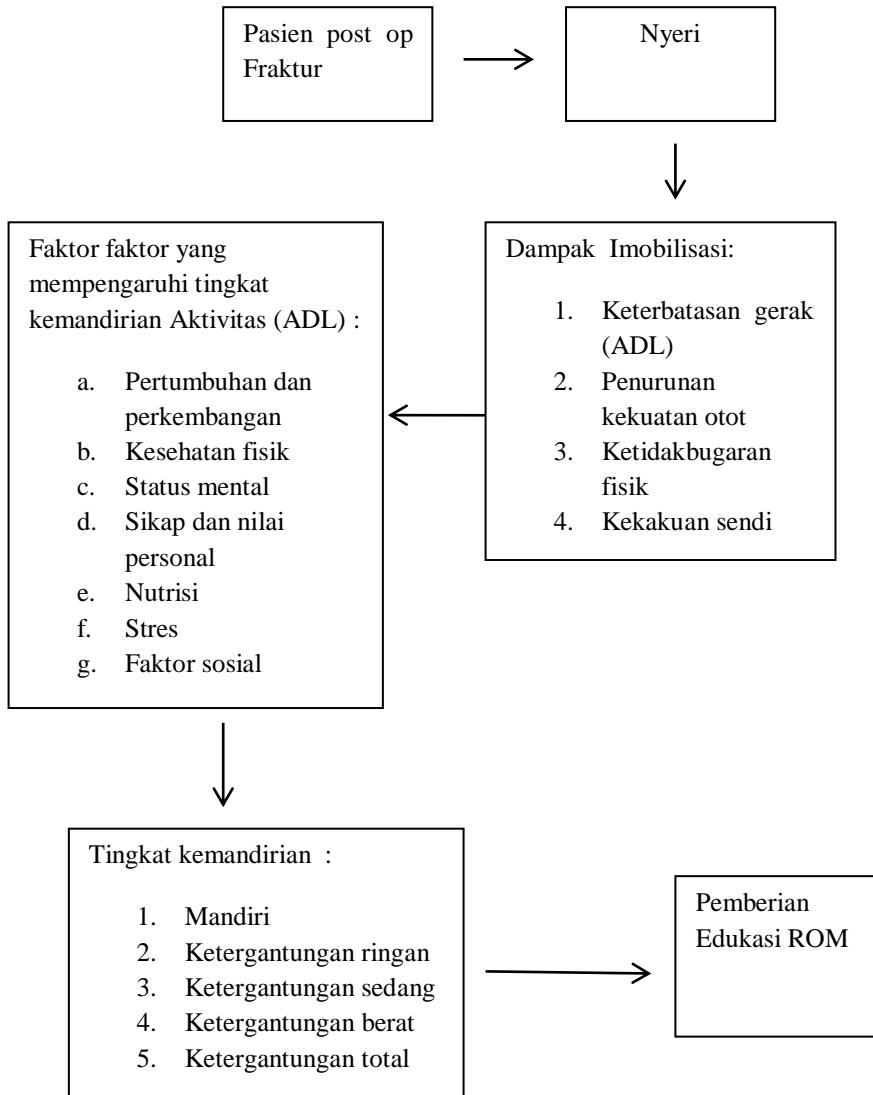 Pasien post op
Fraktur
Nyeri
Dampak Imobilisasi:
1. Keterbatasan gerak
(ADL)
2. Penurunan
kekuatan otot
3. Ketidakbugaran
fisik
4. Kekakuan sendi
Faktor faktor yang
mempengaruhi tingkat
kemandirian Aktivitas (ADL) :
a. Pertumbuhan dan
perkembangan
b. Kesehatan fisik
c. Status mental
d. Sikap dan nilai
personal
e. Nutrisi
f. Stres
g. Faktor sosial
Tingkat kemandirian :
1. Mandiri
2. Ketergantungan ringan
3. Ketergantungan sedang
4. Ketergantungan berat
5. Ketergantungan total
Pemberian
Edukasi ROM